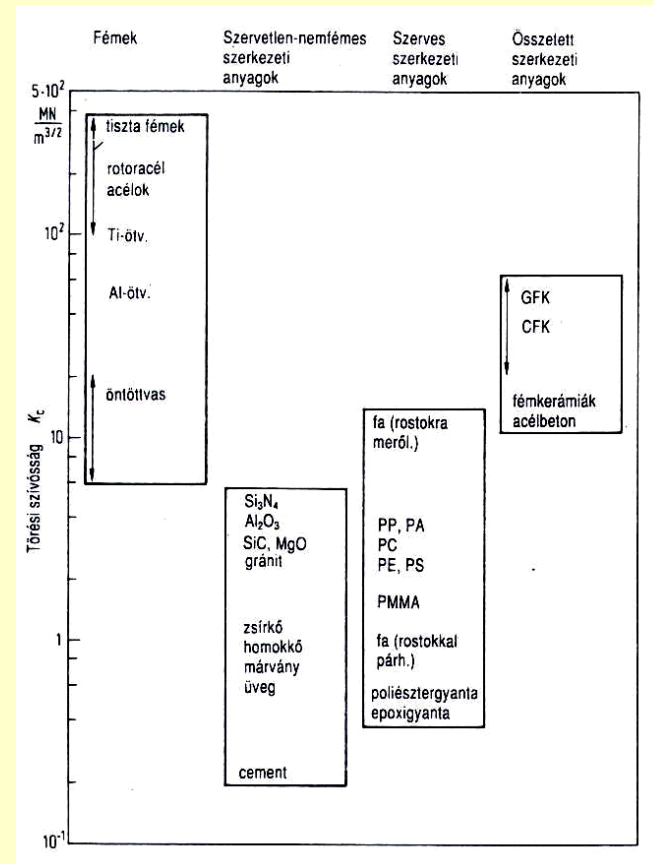 Fémek
Szervetlen-nemfémes
szerkezeti
anyagok
Szerves
szerkezeti
anyagok
Összetett
szerkezeti
anyagok
5·10²
MN
m³/²
10²
10
1
10⁻¹
Törési szívósság K꜀
tiszta fémek
rotoracél
acélok
Ti-ötv.
Al-ötv.
öntöttvas
Si₃N₄
Al₂O₃
SiC, MgO
gránit
zsírkő
homokkő
márvány
üveg
cement
fa (rostokra
meről.)
PP, PA
PC
PE, PS
PMMA
fa (rostokkal
párh.)
poliésztergyanta
epoxigyanta
GFK
CFK
fémkerámiák
acélbeton